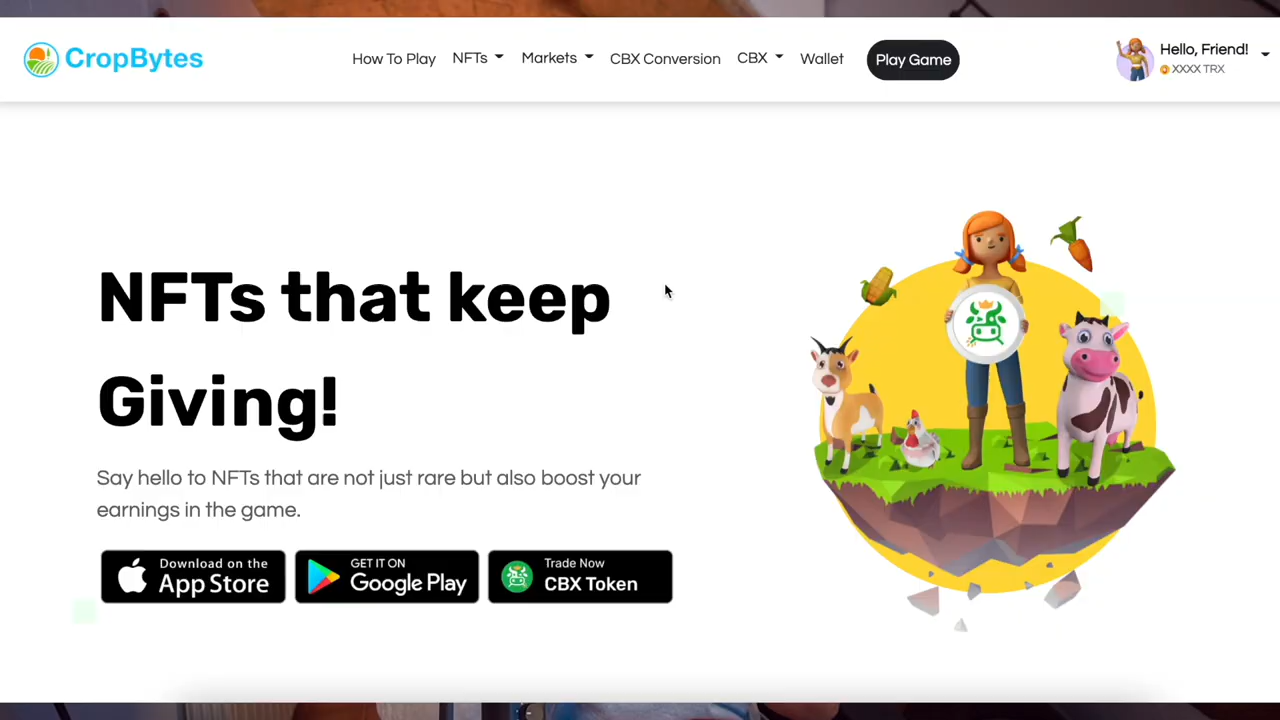 CropBytes
How To Play
NFTs
Markets
CBX Conversion
CBX
Wallet
Play Game
Hello, Friend!
XXXX TRX
NFTs that keep
Giving!
Say hello to NFTs that are not just rare but also boost your
earnings in the game.
Download on the
App Store
GET IT ON
Google Play
Trade Now
CBX Token